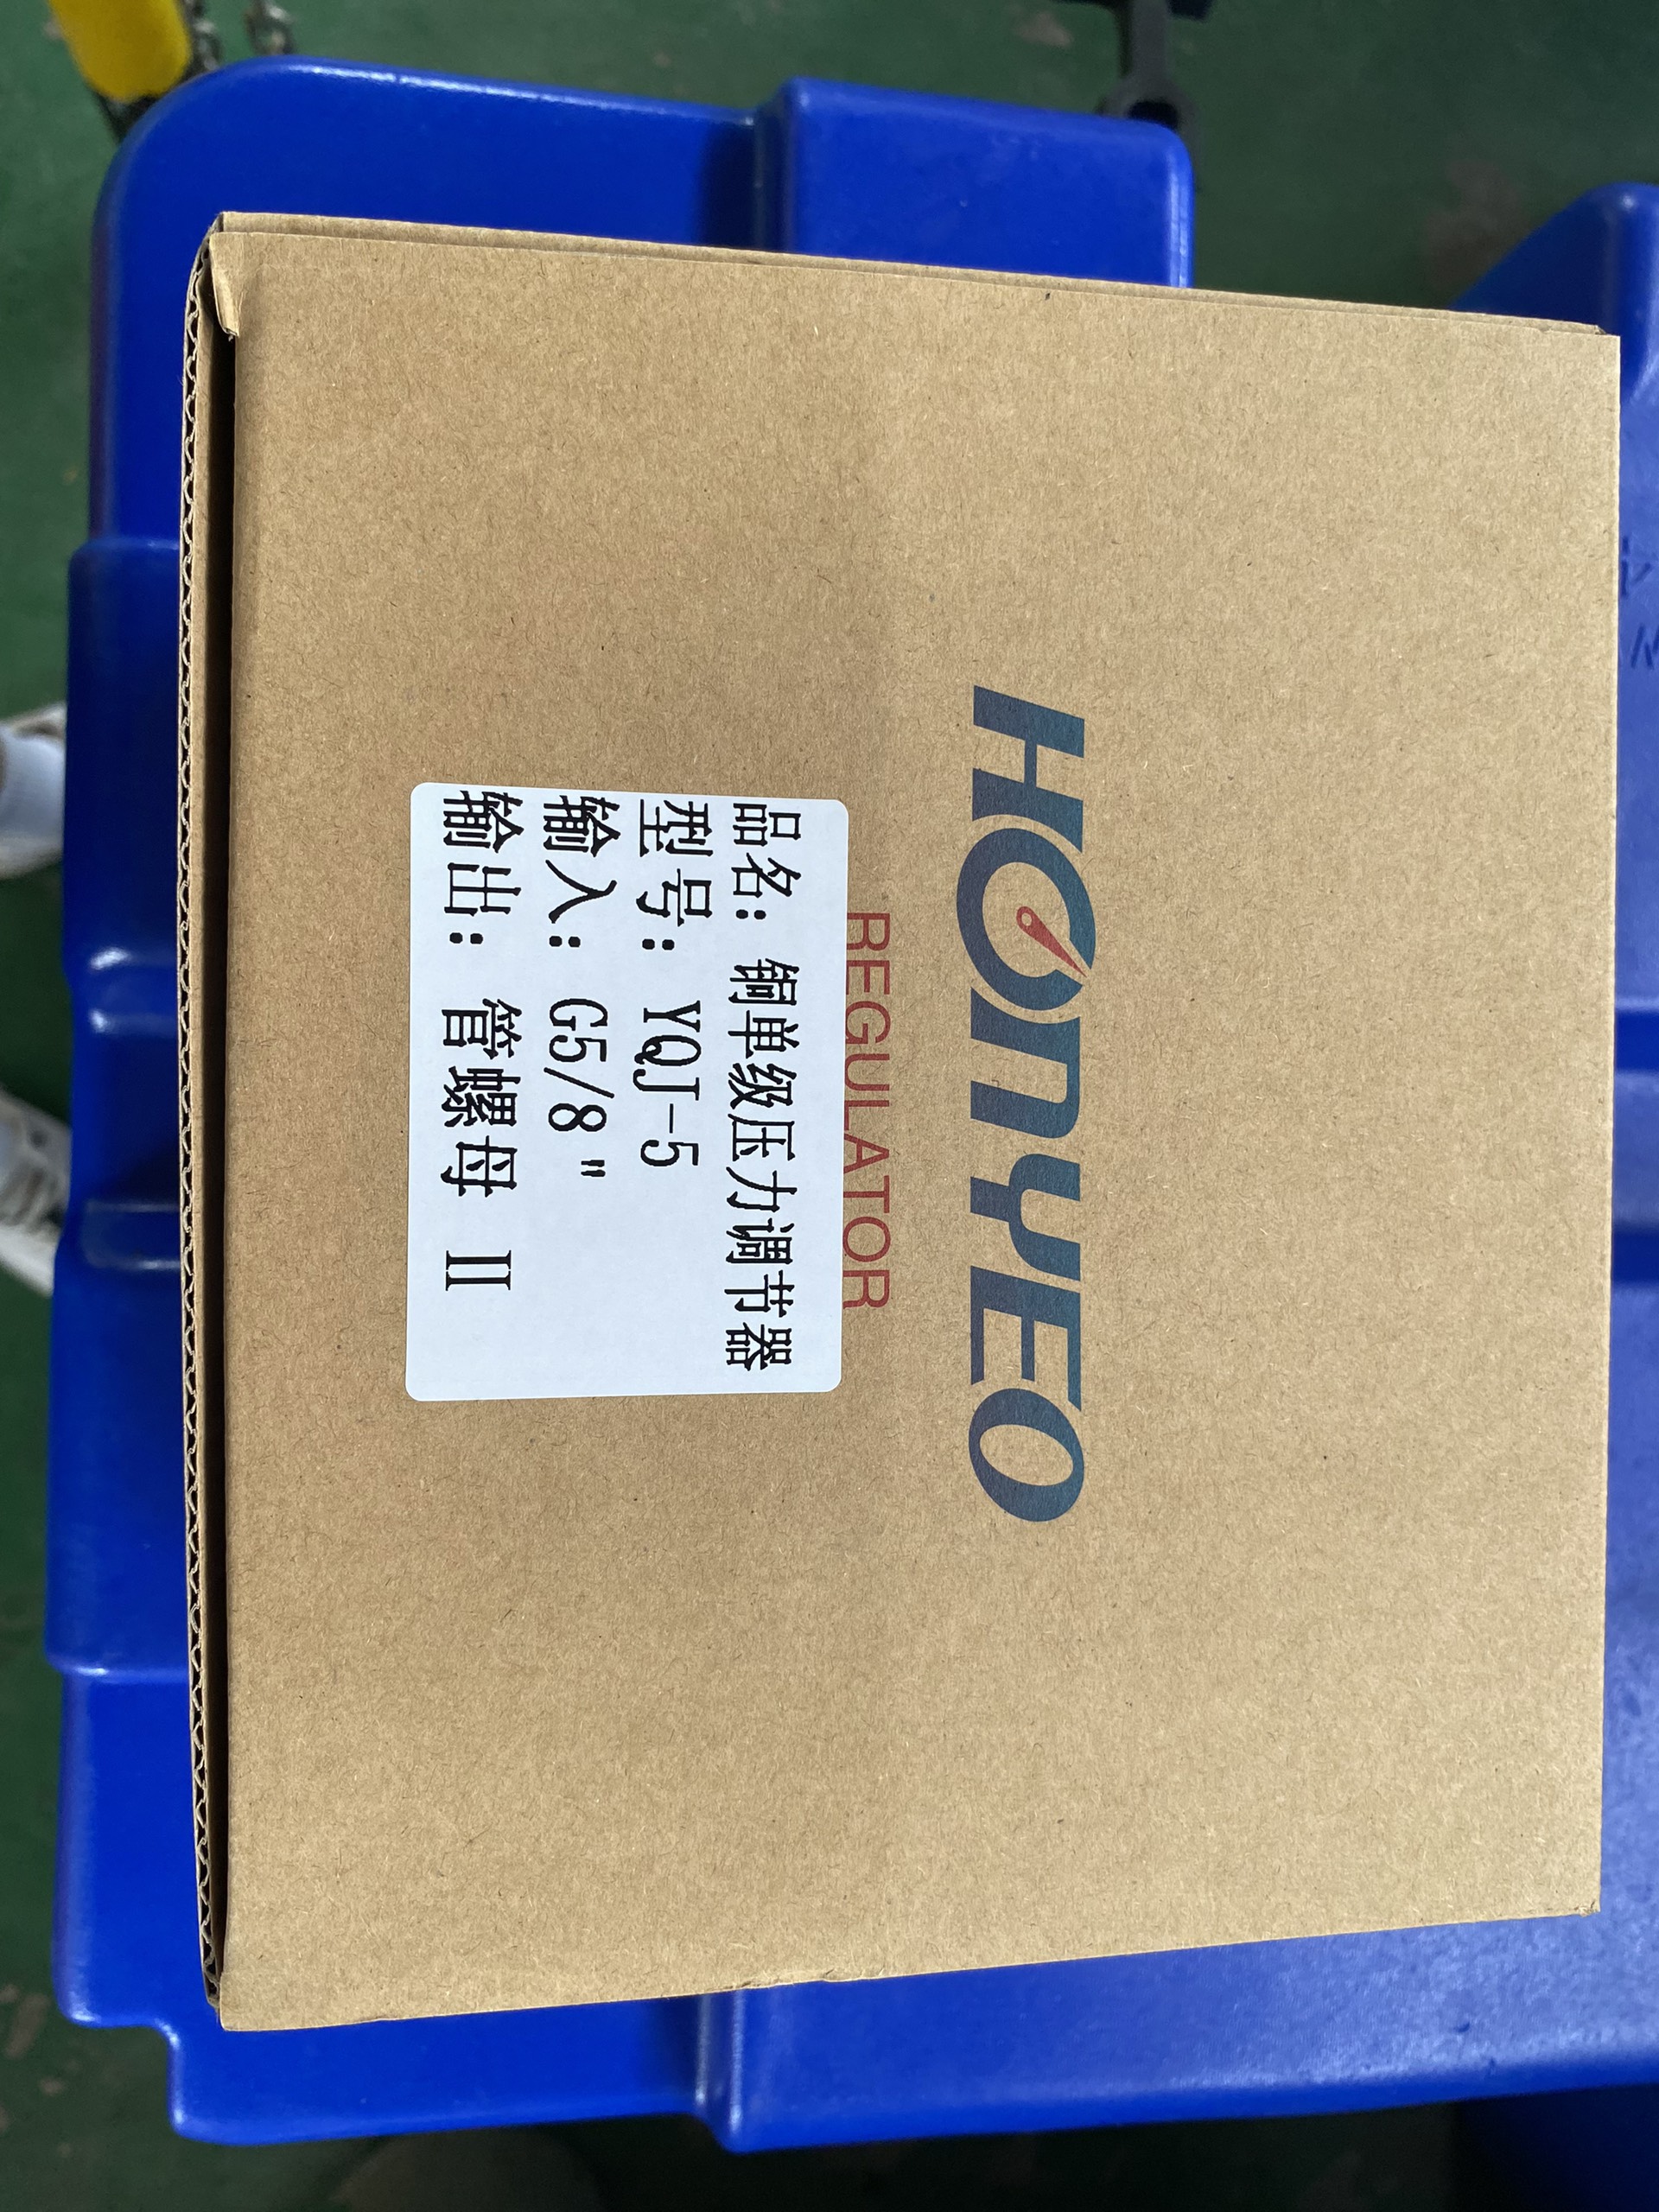 HONYEO
REGULATOR
品名: 铜单级压力调节器
型号: YQJ-5
输入: G5/8"
输出: 管螺母 II